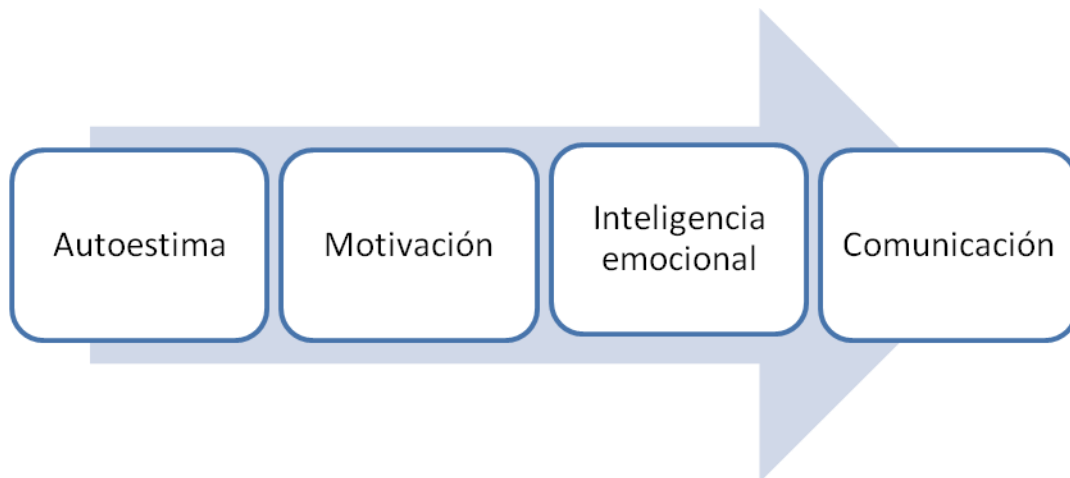 Autoestima
Motivación
Inteligencia
emocional
Comunicación